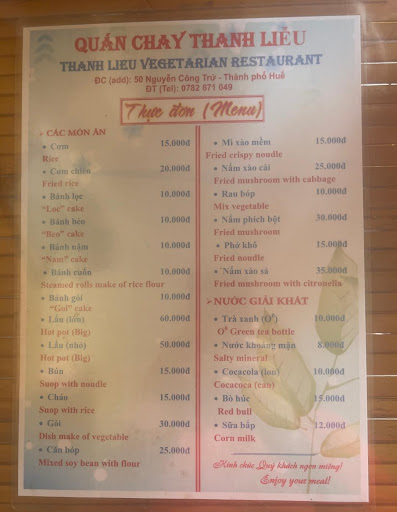 QUÁN CHAY THANH LIỄU
THANH LIEU VEGETARIAN RESTAURANT
ĐC (add): 50 Nguyễn Công Trứ - Thành phố Huế
ĐT (Tel): 0782 671 049
Thực đơn (Menu)
➢ CÁC MÓN ĂN
• Cơm 15.000đ
Rice
• Cơm chiên 20.000đ
Fried rice
• Bánh lọc 10.000đ
"Loc" cake
• Bánh bèo 10.000đ
"Beo" cake
• Bánh nậm 10.000đ
"Nam" cake
• Bánh cuốn 10.000đ
Steamed rolls make of rice flour
• Bánh gói 10.000đ
"Goi" cake
• Lẩu (lớn) 60.000đ
Hot pot (Big)
• Lẩu (nhỏ) 50.000đ
Hot pot (Big)
• Bún 15.000đ
Suop with noodle
• Cháo 15.000đ
Suop with rice
• Gỏi 30.000đ
Dish make of vegetable
• Căn bóp 25.000đ
Mixed soy bean with flour
• Mì xào mềm 15.000đ
Fried crispy noudle
• Nấm xào cải 25.000đ
Fried mushroom with cabbage
• Rau bóp 10.000đ
Mix vegetable
• Nấm phích bột 30.000đ
Fried mushroom
• Phở khô 15.000đ
Fried noudle
• Nấm xào sả 35.000đ
Fried mushroom with citrunella
➢ NƯỚC GIẢI KHÁT
• Trà xanh (O⁰) 10.000đ
O⁰ Green tea bottle
• Nước khoáng mặn 8.000đ
Salty mineral
• Cocacola (lon) 10.000đ
Cocacoca (can)
• Bò húc 15.000đ
Red bull
• Sữa bắp 12.000đ
Corn milk
Kính chúc Quý khách ngon miệng!
Enjoy your meal!